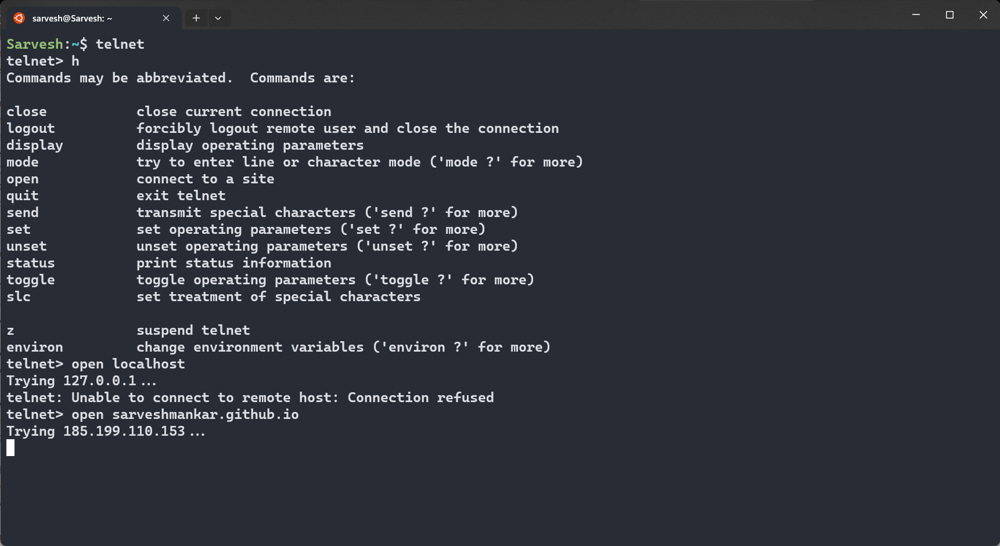 sarvesh@Sarvesh: ~
Sarvesh:~$ telnet
telnet> h
Commands may be abbreviated.  Commands are:

close           close current connection
logout          forcibly logout remote user and close the connection
display         display operating parameters
mode            try to enter line or character mode ('mode ?' for more)
open            connect to a site
quit            exit telnet
send            transmit special characters ('send ?' for more)
set             set operating parameters ('set ?' for more)
unset           unset operating parameters ('unset ?' for more)
status          print status information
toggle          toggle operating parameters ('toggle ?' for more)
slc             set treatment of special characters

z               suspend telnet
environ         change environment variables ('environ ?' for more)
telnet> open localhost
Trying 127.0.0.1...
telnet: Unable to connect to remote host: Connection refused
telnet> open sarveshmankar.github.io
Trying 185.199.110.153...